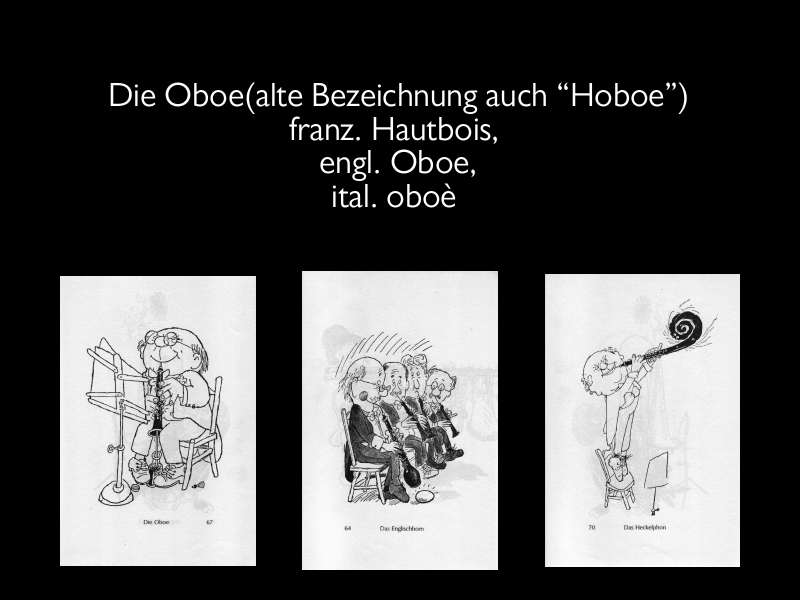 Die Oboe(alte Bezeichnung auch “Hoboe”)
franz. Hautbois,
engl. Oboe,
ital. oboè
Die Oboe 67
64 Das Englischhorn
70 Das Heckelphon